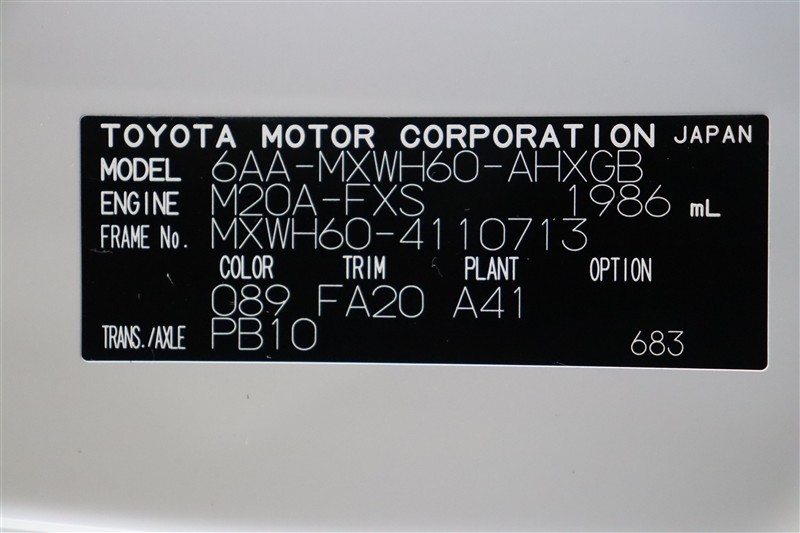 TOYOTA MOTOR CORPORATION JAPAN
MODEL 6AA-MXWH60-AHXGB
ENGINE M20A-FXS 1986 mL
FRAME No. MXWH60-4110713
COLOR TRIM PLANT OPTION
089 FA20 A41
TRANS./AXLE PB10 683